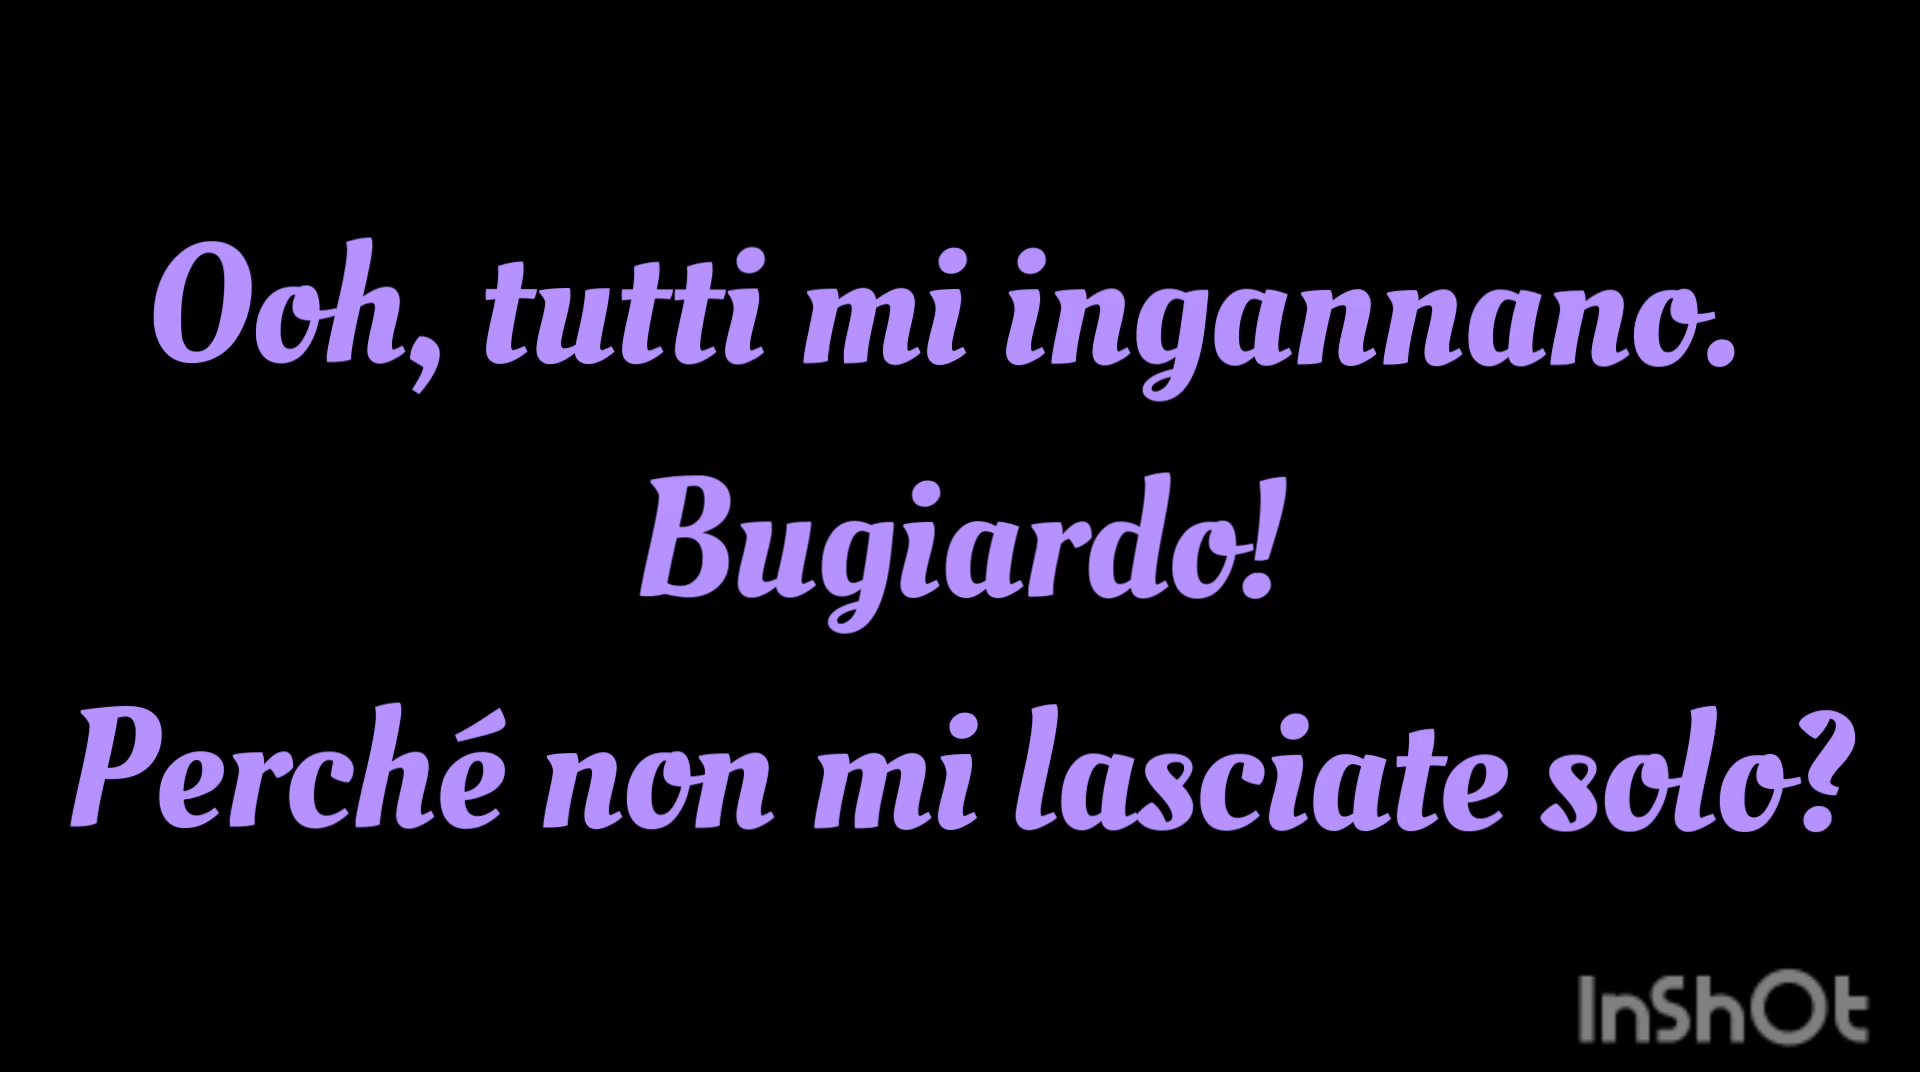 Ooh, tutti mi ingannano.
Bugiardo!
Perché non mi lasciate solo?
InShOt